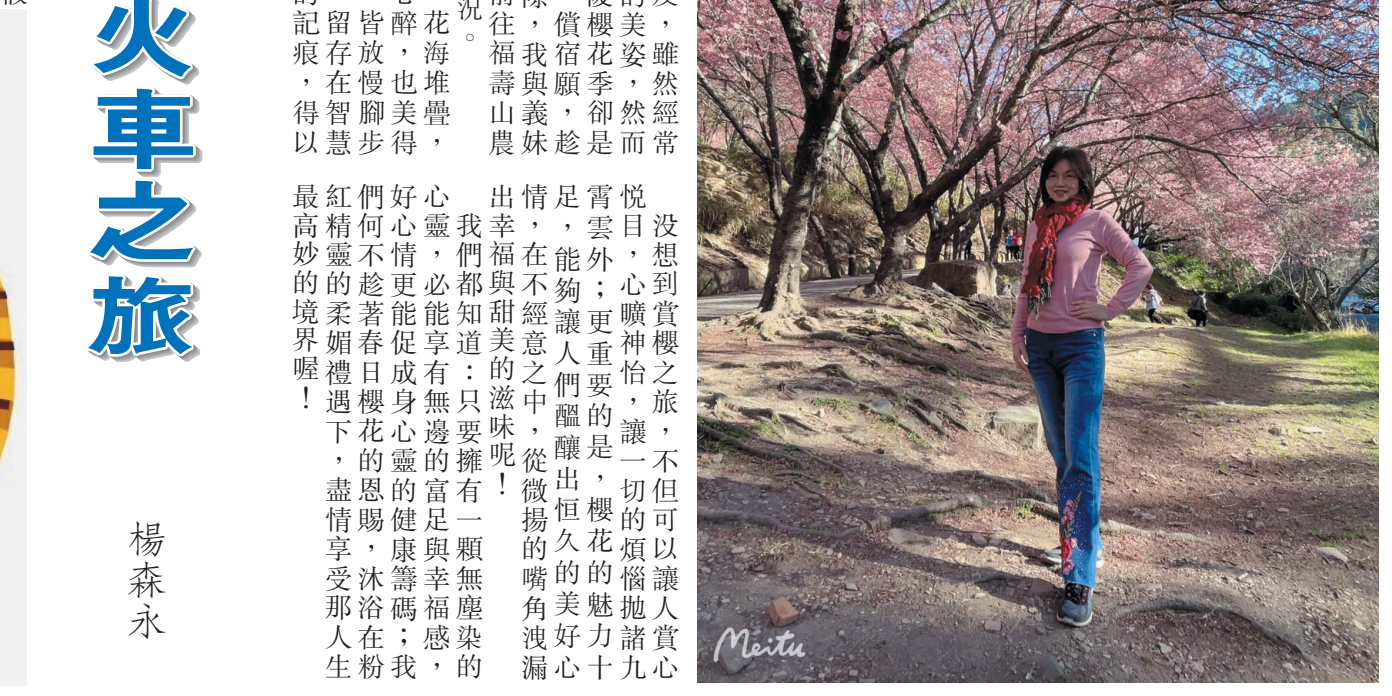 ，雖然經常
的美姿，然而
陵櫻花季卻是
償宿願，趁
際，我與義妹
前往福壽山農
況。
花海堆疊，
心醉，也美得
皆放慢腳步
留存在智慧
的記痕，得以
没想到賞櫻之旅，不但可以讓人賞心
悦目，心曠神怡，讓一切的煩惱拋諸九
霄雲外；更重要的是，櫻花的魅力十
足，能夠讓人們醞釀出恒久的美好心
情，在不經意之中，從微揚的嘴角洩漏
出幸福與甜美的滋味呢！
我們都知道：只要擁有一顆無塵染的
心靈，必能享有無邊的富足與幸福感，
好心情更能促成身心靈的健康籌碼；我
們何不趁著春日櫻花的恩賜，沐浴在粉
紅精靈的柔媚禮遇下，盡情享受那人生
最高妙的境界喔！
火車之旅
楊森永
Meitu